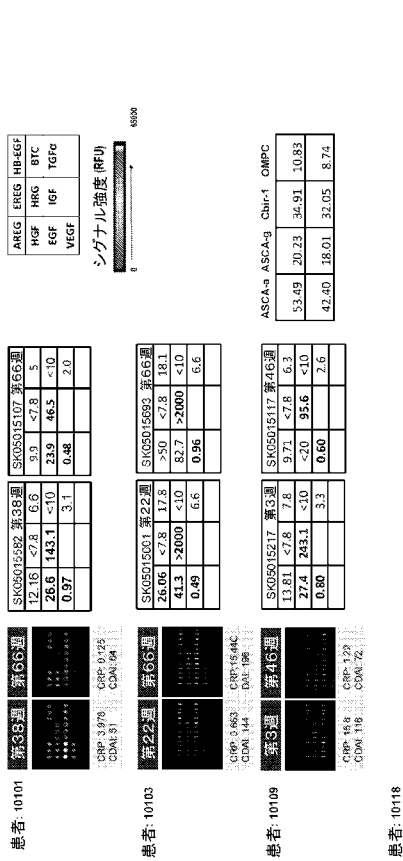 患者: 10101
第38週 第66週
CRP: 3.978 CRP: 0.125
CDAI: 81 CDAI: 64
SK05015582 第38週
12.16 <7.8 6.6
26.6 143.1 <10
0.97 3.1
SK05015107 第66週
9.9 <7.8 5
23.9 46.5 <10
0.48 2.0
AREG EREG HB-EGF
HGF HRG BTC
EGF IGF TGFα
VEGF
シグナル強度 (RFU)
0 65000
患者: 10103
第22週 第66週
CRP: 0.653 CRP:
CDAI: 144 DAI: 196
SK05015001 第22週
26.06 <7.8 17.8
41.3 >2000 <10
0.49 6.6
SK05015693 第66週
>50 <7.8 18.1
82.7 >2000 <10
0.96 6.6
患者: 10109
第3週 第46週
CRP: 15.8 CRP: 1.22
CDAI: 116 CDAI: 72
SK05015217 第3週
13.81 <7.8 7.8
27.4 243.1 <10
0.80 3.3
SK05015117 第46週
9.71 <7.8 6.3
<20 95.6 <10
0.60 2.6
ASCA-a ASCA-g Cbir-1 OMPC
53.49 20.23 34.91 10.83
42.40 18.01 32.05 8.74
患者: 10118